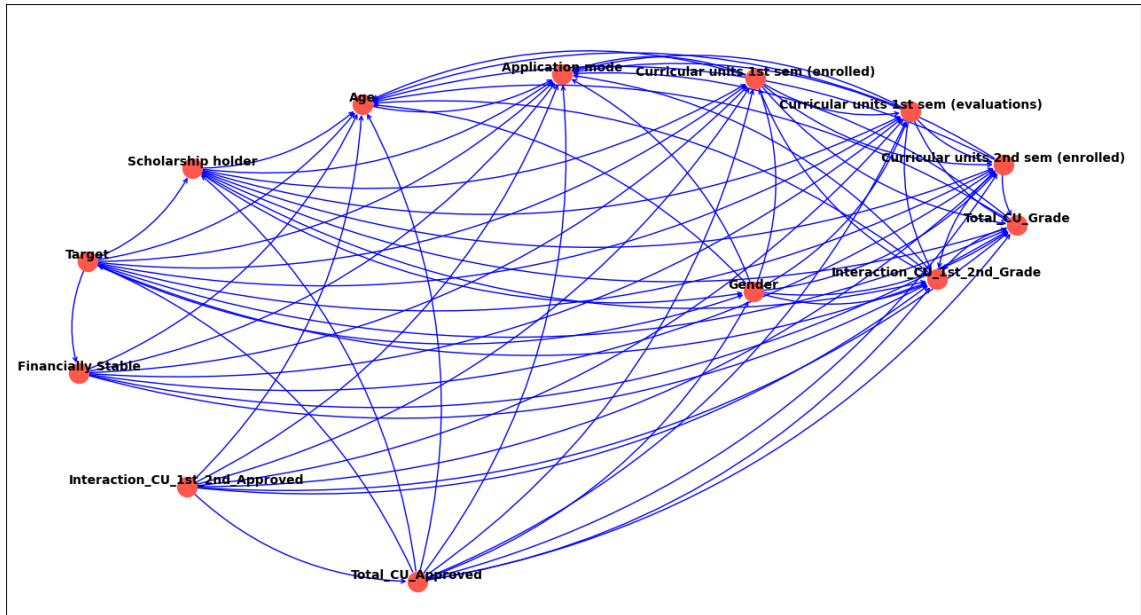 Application mode
Curricular units 1st sem (enrolled)
Age
Curricular units 1st sem (evaluations)
Scholarship holder
Curricular units 2nd sem (enrolled)
Total_CU_Grade
Target
Interaction_CU_1st_2nd_Grade
Gender
Financially Stable
Interaction_CU_1st_2nd_Approved
Total_CU_Approved